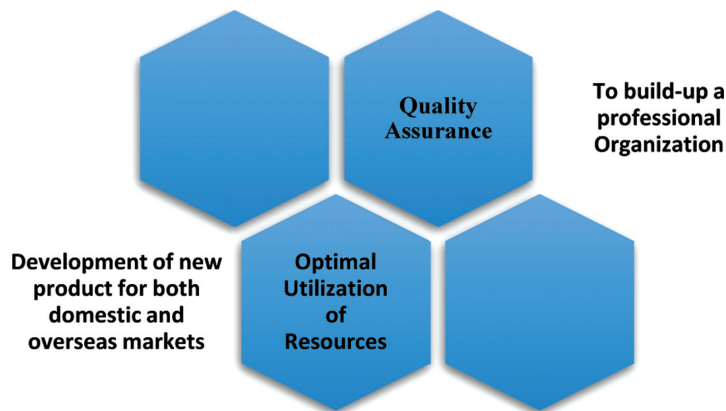 Quality
Assurance
To build-up a
professional
Organization
Development of new
product for both
domestic and
overseas markets
Optimal
Utilization
of
Resources